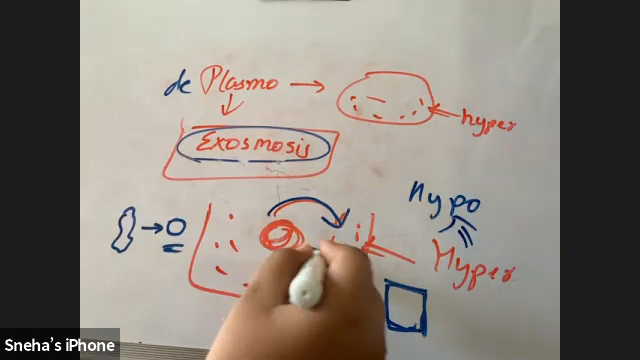 de Plasmo
hyper
Exosmosis
Hypo
Hyper
Sneha's iPhone